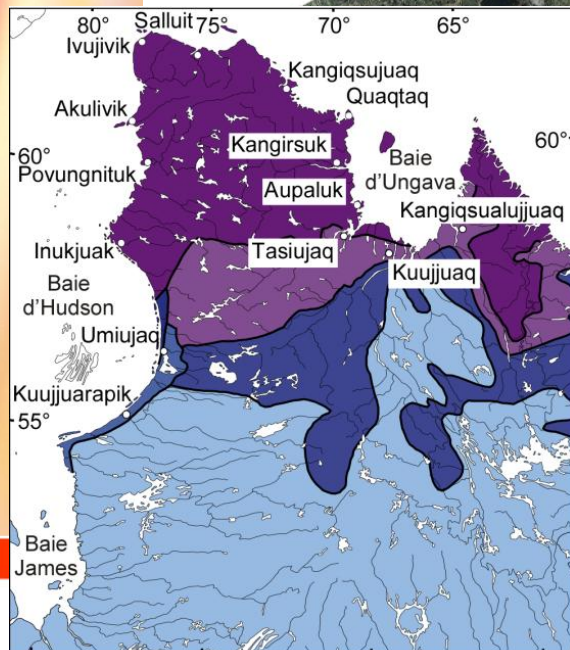 80° 75° 65°
Salluit
Ivujivik
Kangiqsujuaq
Quaqtaq
Akulivik
60° Kangirsuk Baie 60°
d'Ungava
Povungnituk
Aupaluk
Kangiqsualujjuaq
Inukjuak
Tasiujaq
Kuujjuaq
Baie
d'Hudson
Umiujaq
Kuujjuarapik
55°
Baie
James